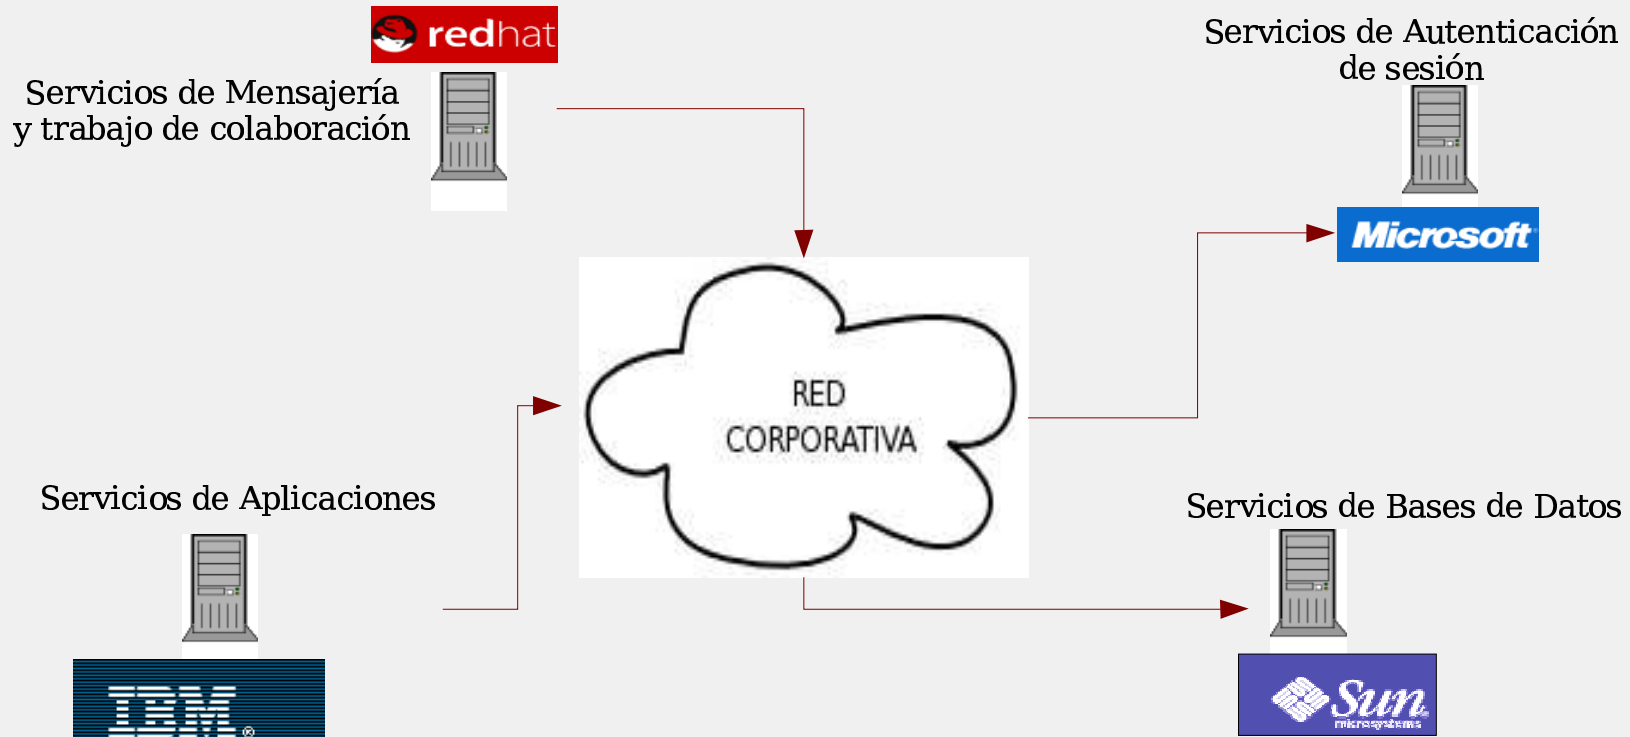 redhat
Servicios de Mensajería
y trabajo de colaboración
Servicios de Autenticación
de sesión
Microsoft
RED
CORPORATIVA
Servicios de Aplicaciones
IBM®
Servicios de Bases de Datos
Sun
microsystems